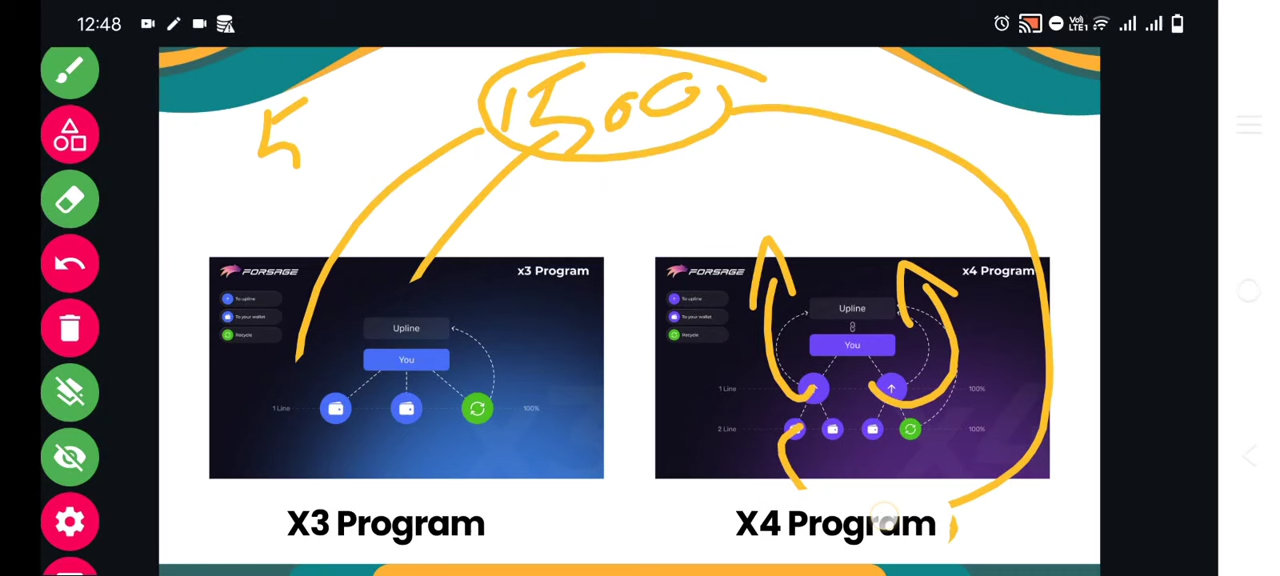 12:48
Vol) LTE1
1500
5
FORSAGE
x3 Program
To upline
To your wallet
Recycle
Upline
You
1 Line
100%
X3 Program
FORSAGE
x4 Program
To upline
To your wallet
Recycle
Upline
You
1 Line
100%
2 Line
100%
X4 Program